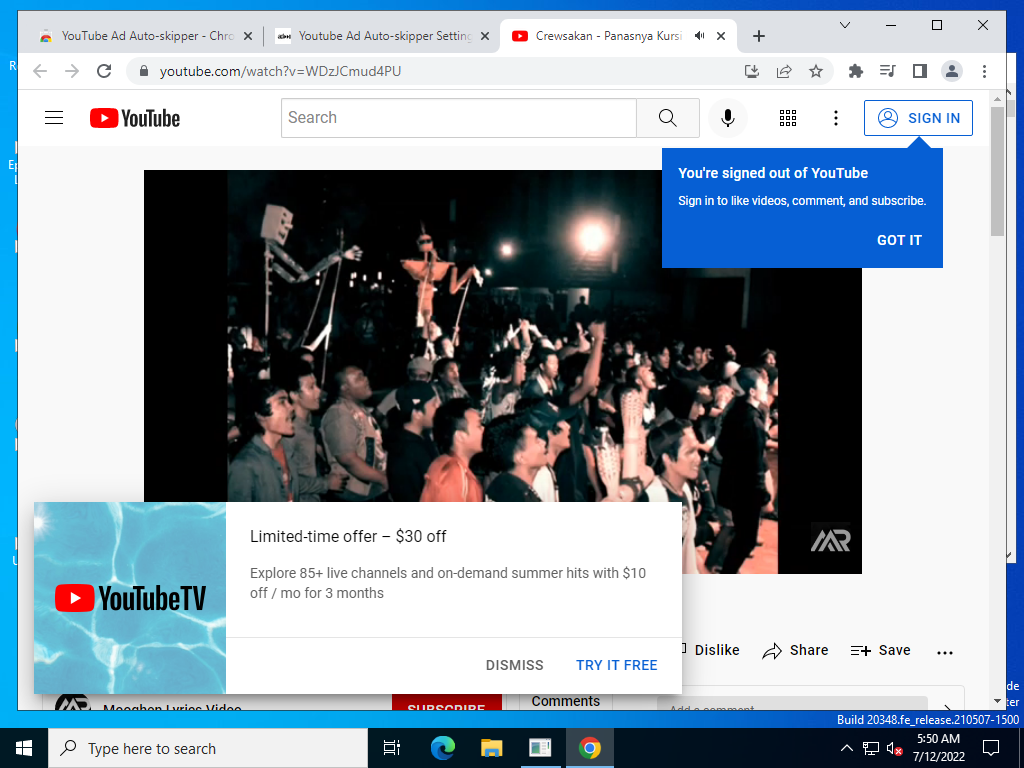 YouTube Ad Auto-skipper - Chro
Youtube Ad Auto-skipper Setting
Crewsakan - Panasnya Kursi
youtube.com/watch?v=WDzJCmud4PU
YouTube
Search
SIGN IN
You're signed out of YouTube
Sign in to like videos, comment, and subscribe.
GOT IT
MR
Limited-time offer – $30 off
Explore 85+ live channels and on-demand summer hits with $10
off / mo for 3 months
YouTubeTV
DISMISS
TRY IT FREE
Dislike
Share
Save
Mooghen Lyrics Video
SUBSCRIBE
Comments
Add a comment...
Build 20348.fe_release.210507-1500
Type here to search
5:50 AM
7/12/2022